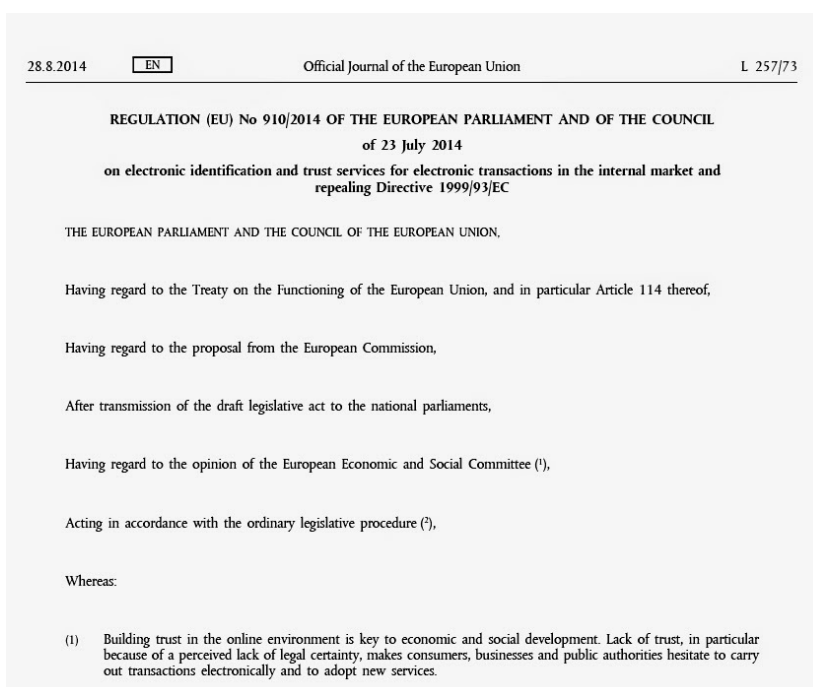 28.8.2014 EN Official Journal of the European Union L 257/73
REGULATION (EU) No 910/2014 OF THE EUROPEAN PARLIAMENT AND OF THE COUNCIL
of 23 July 2014
on electronic identification and trust services for electronic transactions in the internal market and
repealing Directive 1999/93/EC
THE EUROPEAN PARLIAMENT AND THE COUNCIL OF THE EUROPEAN UNION,
Having regard to the Treaty on the Functioning of the European Union, and in particular Article 114 thereof,
Having regard to the proposal from the European Commission,
After transmission of the draft legislative act to the national parliaments,
Having regard to the opinion of the European Economic and Social Committee (¹),
Acting in accordance with the ordinary legislative procedure (²),
Whereas:
(1) Building trust in the online environment is key to economic and social development. Lack of trust, in particular
because of a perceived lack of legal certainty, makes consumers, businesses and public authorities hesitate to carry
out transactions electronically and to adopt new services.